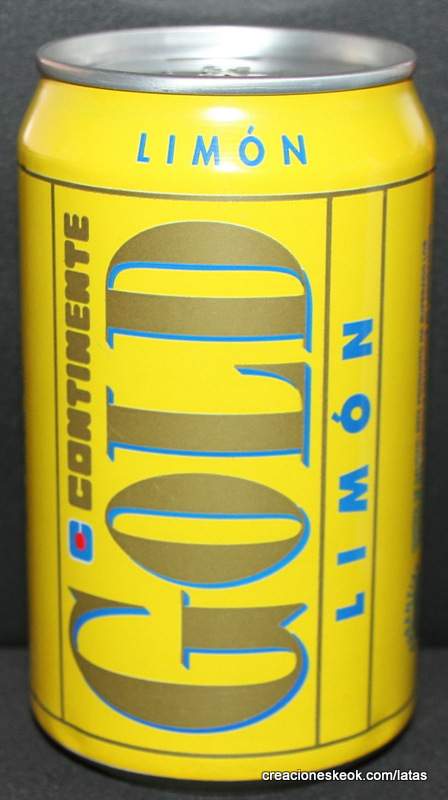 LIMÓN
CONTINENTE
GOLD
LIMÓN
creacioneskeok.com/latas